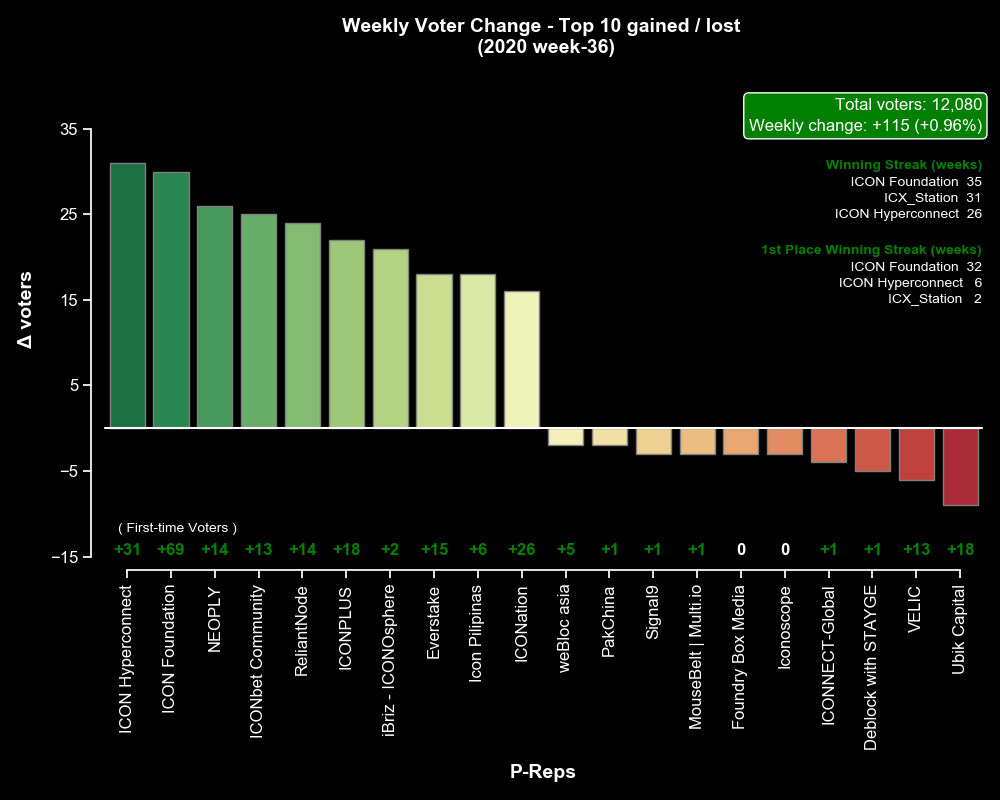 Weekly Voter Change - Top 10 gained / lost
(2020 week-36)
Total voters: 12,080
Weekly change: +115 (+0.96%)
Winning Streak (weeks)
ICON Foundation 35
ICX_Station 31
ICON Hyperconnect 26
1st Place Winning Streak (weeks)
ICON Foundation 32
ICON Hyperconnect 6
ICX_Station 2
Δ voters
35
25
15
5
−5
−15
( First-time Voters )
+31 +69 +14 +13 +14 +18 +2 +15 +6 +26 +5 +1 +1 +1 0 0 +1 +1 +13 +18
ICON Hyperconnect
ICON Foundation
NEOPLY
ICONbet Community
ReliantNode
ICONPLUS
iBriz - ICONOsphere
Everstake
Icon Pilipinas
ICONation
weBloc asia
PakChina
Signal9
MouseBelt | Multi.io
Foundry Box Media
Iconoscope
ICONNECT-Global
Deblock with STAYGE
VELIC
Ubik Capital
P-Reps